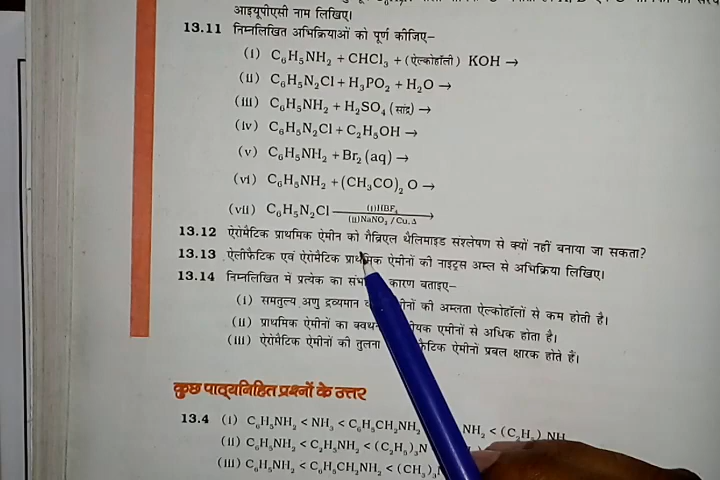 आइयूपीएसी नाम लिखिए।
13.11 निम्नलिखित अभिक्रियाओं को पूर्ण कीजिए–
(i) C₆H₅NH₂ + CHCl₃ + (ऐल्कोहॉली) KOH →
(ii) C₆H₅N₂Cl + H₃PO₂ + H₂O →
(iii) C₆H₅NH₂ + H₂SO₄ (सांद्र) →
(iv) C₆H₅N₂Cl + C₂H₅OH →
(v) C₆H₅NH₂ + Br₂ (aq) →
(vi) C₆H₅NH₂ + (CH₃CO)₂ O →
(vii) C₆H₅N₂Cl (i)HBF₄ (ii)NaNO₂ / Cu, Δ →
13.12 ऐरोमैटिक प्राथमिक ऐमीन को गैब्रिएल थैलिमाइड संश्लेषण से क्यों नहीं बनाया जा सकता?
13.13 ऐलीफैटिक एवं ऐरोमैटिक प्राथमिक ऐमीनों की नाइट्रस अम्ल से अभिक्रिया लिखिए।
13.14 निम्नलिखित में प्रत्येक का कारण बताइए–
(i) समतुल्य अणु द्रव्यमान की अम्लता ऐल्कोहॉलों से कम होती है।
(ii) प्राथमिक ऐमीनों का एमीनों से अधिक होता है।
(iii) ऐरोमैटिक ऐमीनों की तुलना ऐमीनों प्रबल क्षारक होते हैं।
कुछ पाठ्यनिहित प्रश्नों के उत्तर
13.4 (i) C₆H₅NH₂ < NH₃ < C₆H₅CH₂NH₂ NH₂ < (C₂H₅) NH
(ii) C₆H₅NH₂ < C₂H₅NH₂ < (C₂H₅)₃N
(iii) C₆H₅NH₂ < C₆H₅CH₂NH₂ < (CH₃)₃